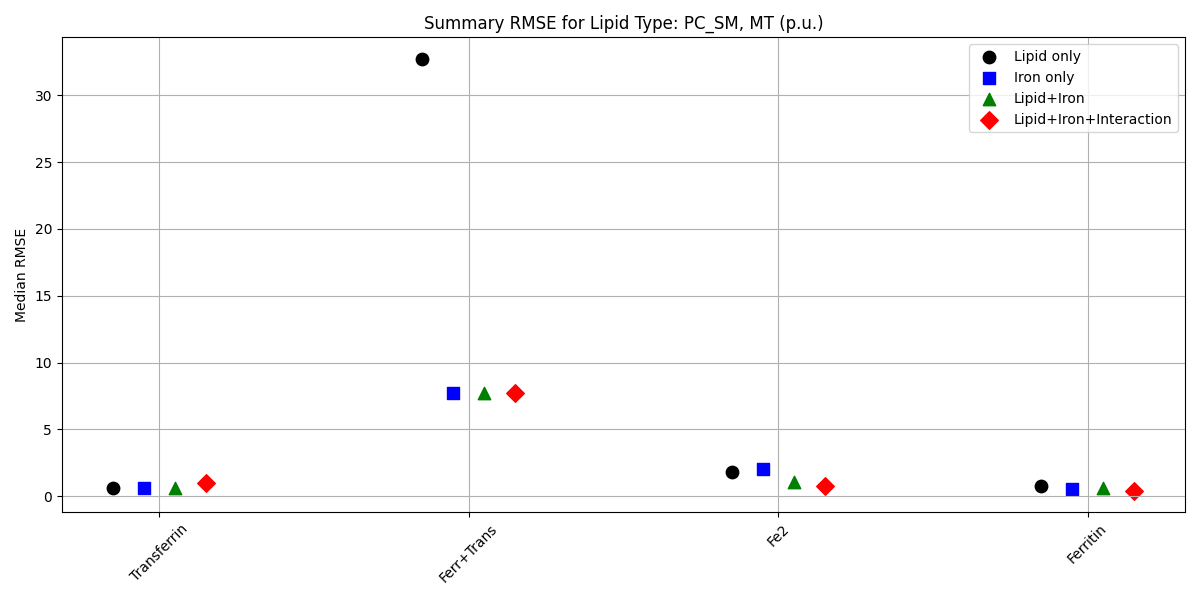 Summary RMSE for Lipid Type: PC_SM, MT (p.u.)
Lipid only
Iron only
Lipid+Iron
Lipid+Iron+Interaction
Median RMSE
30
25
20
15
10
5
0
Transferrin
Ferr+Trans
Fe2
Ferritin